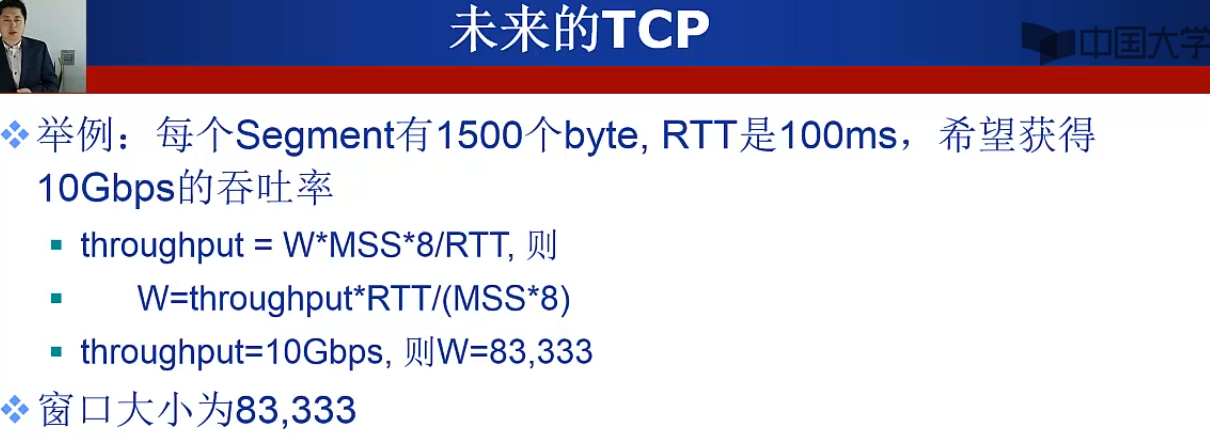 未来的TCP
中国大学
举例：每个Segment有1500个byte, RTT是100ms，希望获得
10Gbps的吞吐率
throughput = W*MSS*8/RTT, 则
W=throughput*RTT/(MSS*8)
throughput=10Gbps, 则W=83,333
窗口大小为83,333